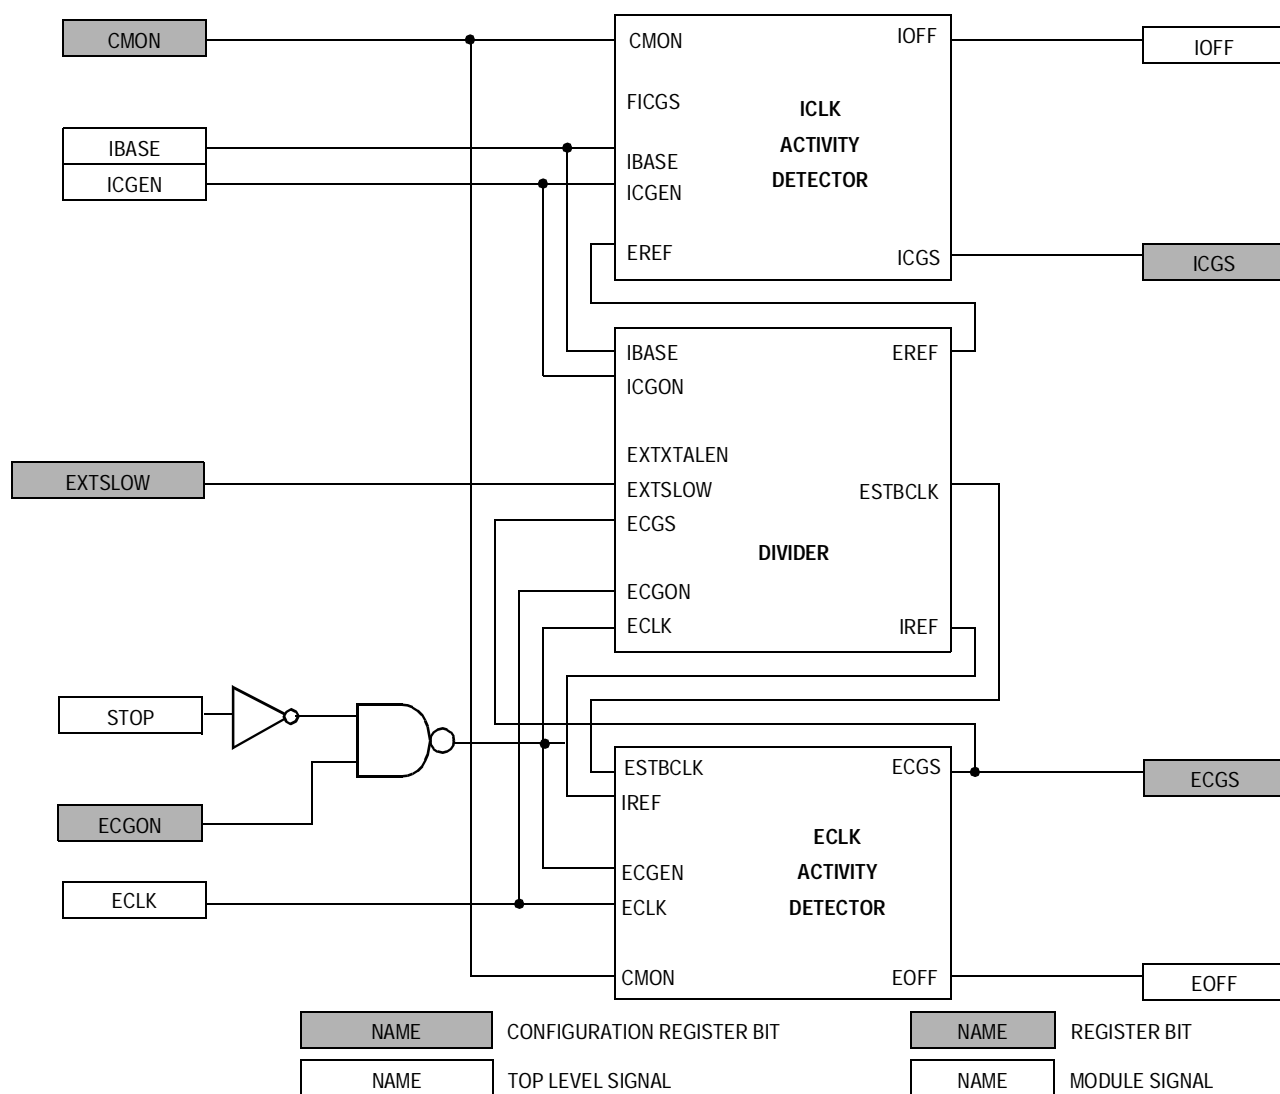 CMON
IBASE
ICGEN
EXTSLOW
STOP
ECGON
ECLK
CMON
FICGS
IBASE
ICGEN
EREF
ICLK
ACTIVITY
DETECTOR
IOFF
ICGS
IBASE
ICGON
EXTXTALEN
EXTSLOW
ECGS
ECGON
ECLK
DIVIDER
EREF
ESTBCLK
IREF
ESTBCLK
IREF
ECGEN
ECLK
CMON
ECLK
ACTIVITY
DETECTOR
ECGS
EOFF
IOFF
ICGS
ECGS
EOFF
NAME CONFIGURATION REGISTER BIT
NAME REGISTER BIT
NAME TOP LEVEL SIGNAL
NAME MODULE SIGNAL